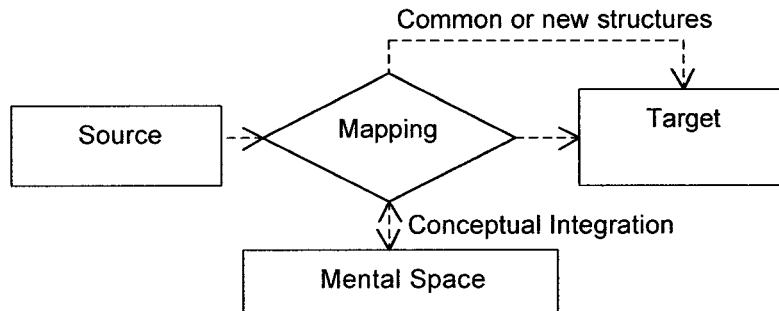 Common or new structures
Source
Mapping
Target
Conceptual Integration
Mental Space